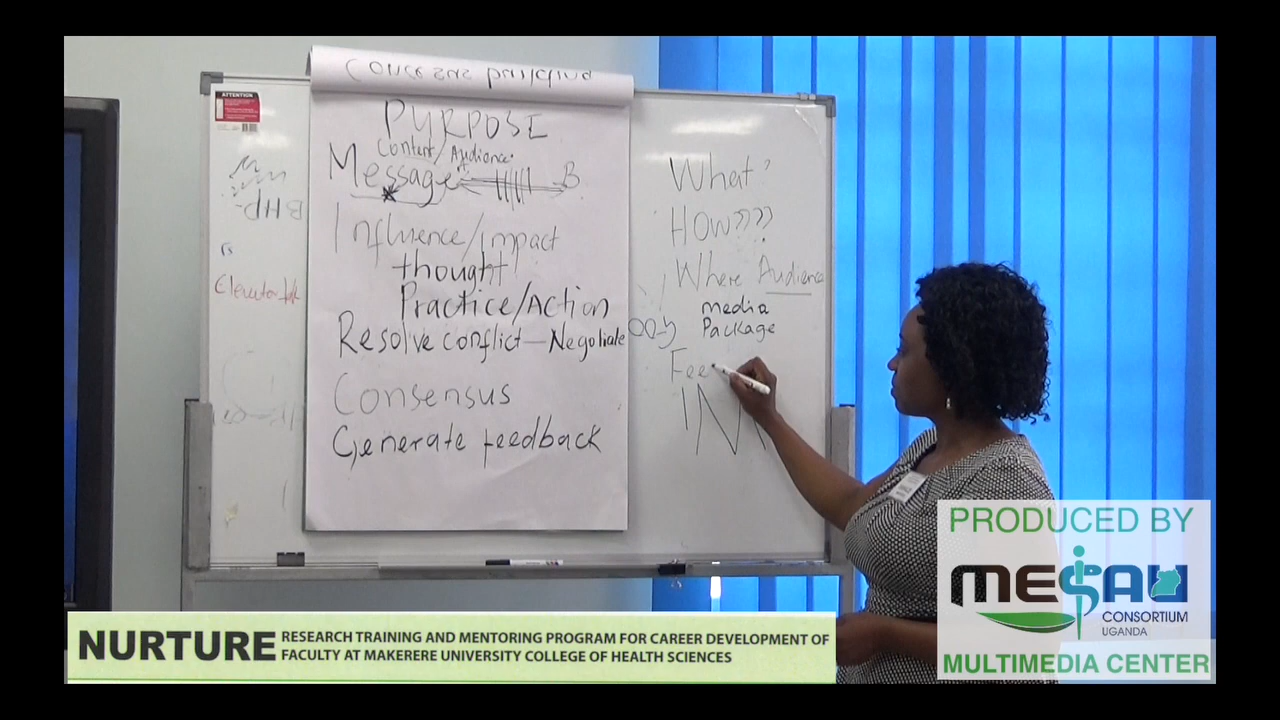 ATTENTION
BHP-
PURPOSE
Content/Audience.
Message B
Influence/impact
thought
Practice/Action
Resolve conflict—Negotiate
Consensus
Generate feedback
What?
How????
Where Audience
media
Package
Fee
NURTURE RESEARCH TRAINING AND MENTORING PROGRAM FOR CAREER DEVELOPMENT OF
FACULTY AT MAKERERE UNIVERSITY COLLEGE OF HEALTH SCIENCES
PRODUCED BY
MESAU
CONSORTIUM
UGANDA
MULTIMEDIA CENTER